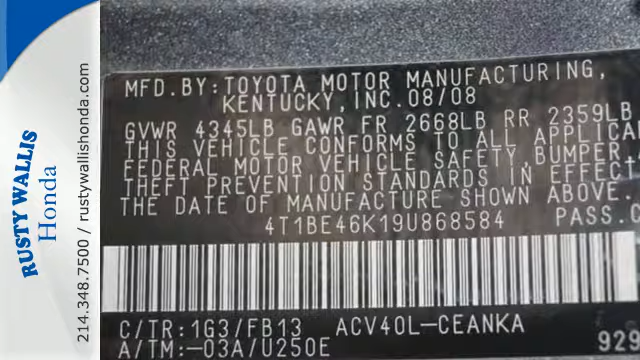 RUSTY WALLIS
Honda
214.348.7500 / rustywallishonda.com
MFD.BY:TOYOTA MOTOR MANUFACTURING,
KENTUCKY,INC.08/08
GVWR 4345LB GAWR FR 2668LB RR 2359LB
THIS VEHICLE CONFORMS TO ALL
FEDERAL MOTOR VEHICLE SAFETY,BUMPER,
THEFT PREVENTION STANDARDS IN EFFECT
THE DATE OF MANUFACTURE SHOWN ABOVE.
4T1BE46K19U868584 PASS.
C/TR:1G3/FB13 ACV40L-CEANKA
A/TM:-03A/U250E 929